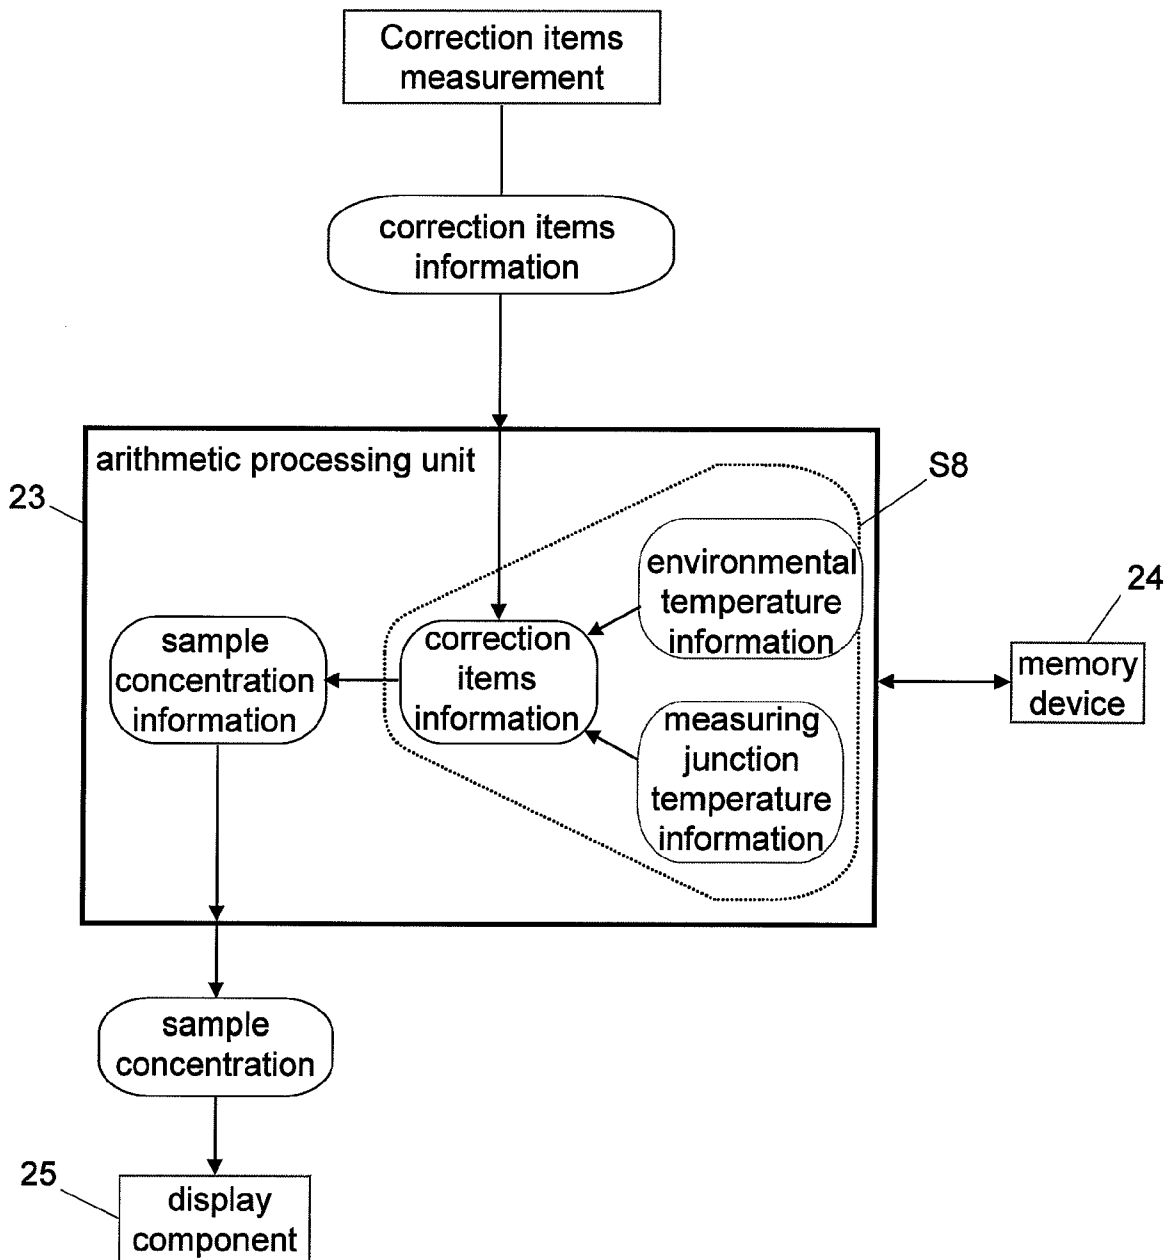 Correction items
measurement
correction items
information
arithmetic processing unit
S8
23
environmental
temperature
information
24
sample
concentration
information
correction
items
information
memory
device
measuring
junction
temperature
information
sample
concentration
25
display
component